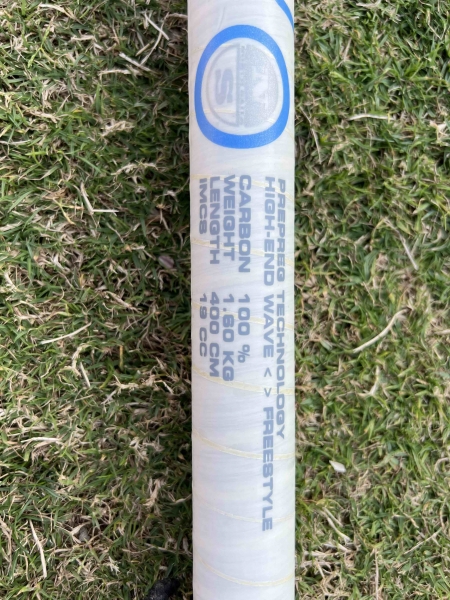 PREPREG TECHNOLOGY
HIGH-END WAVE < > FREESTYLE
CARBON 100 %
WEIGHT 1.60 KG
LENGTH 400 CM
IMCS 19 CC